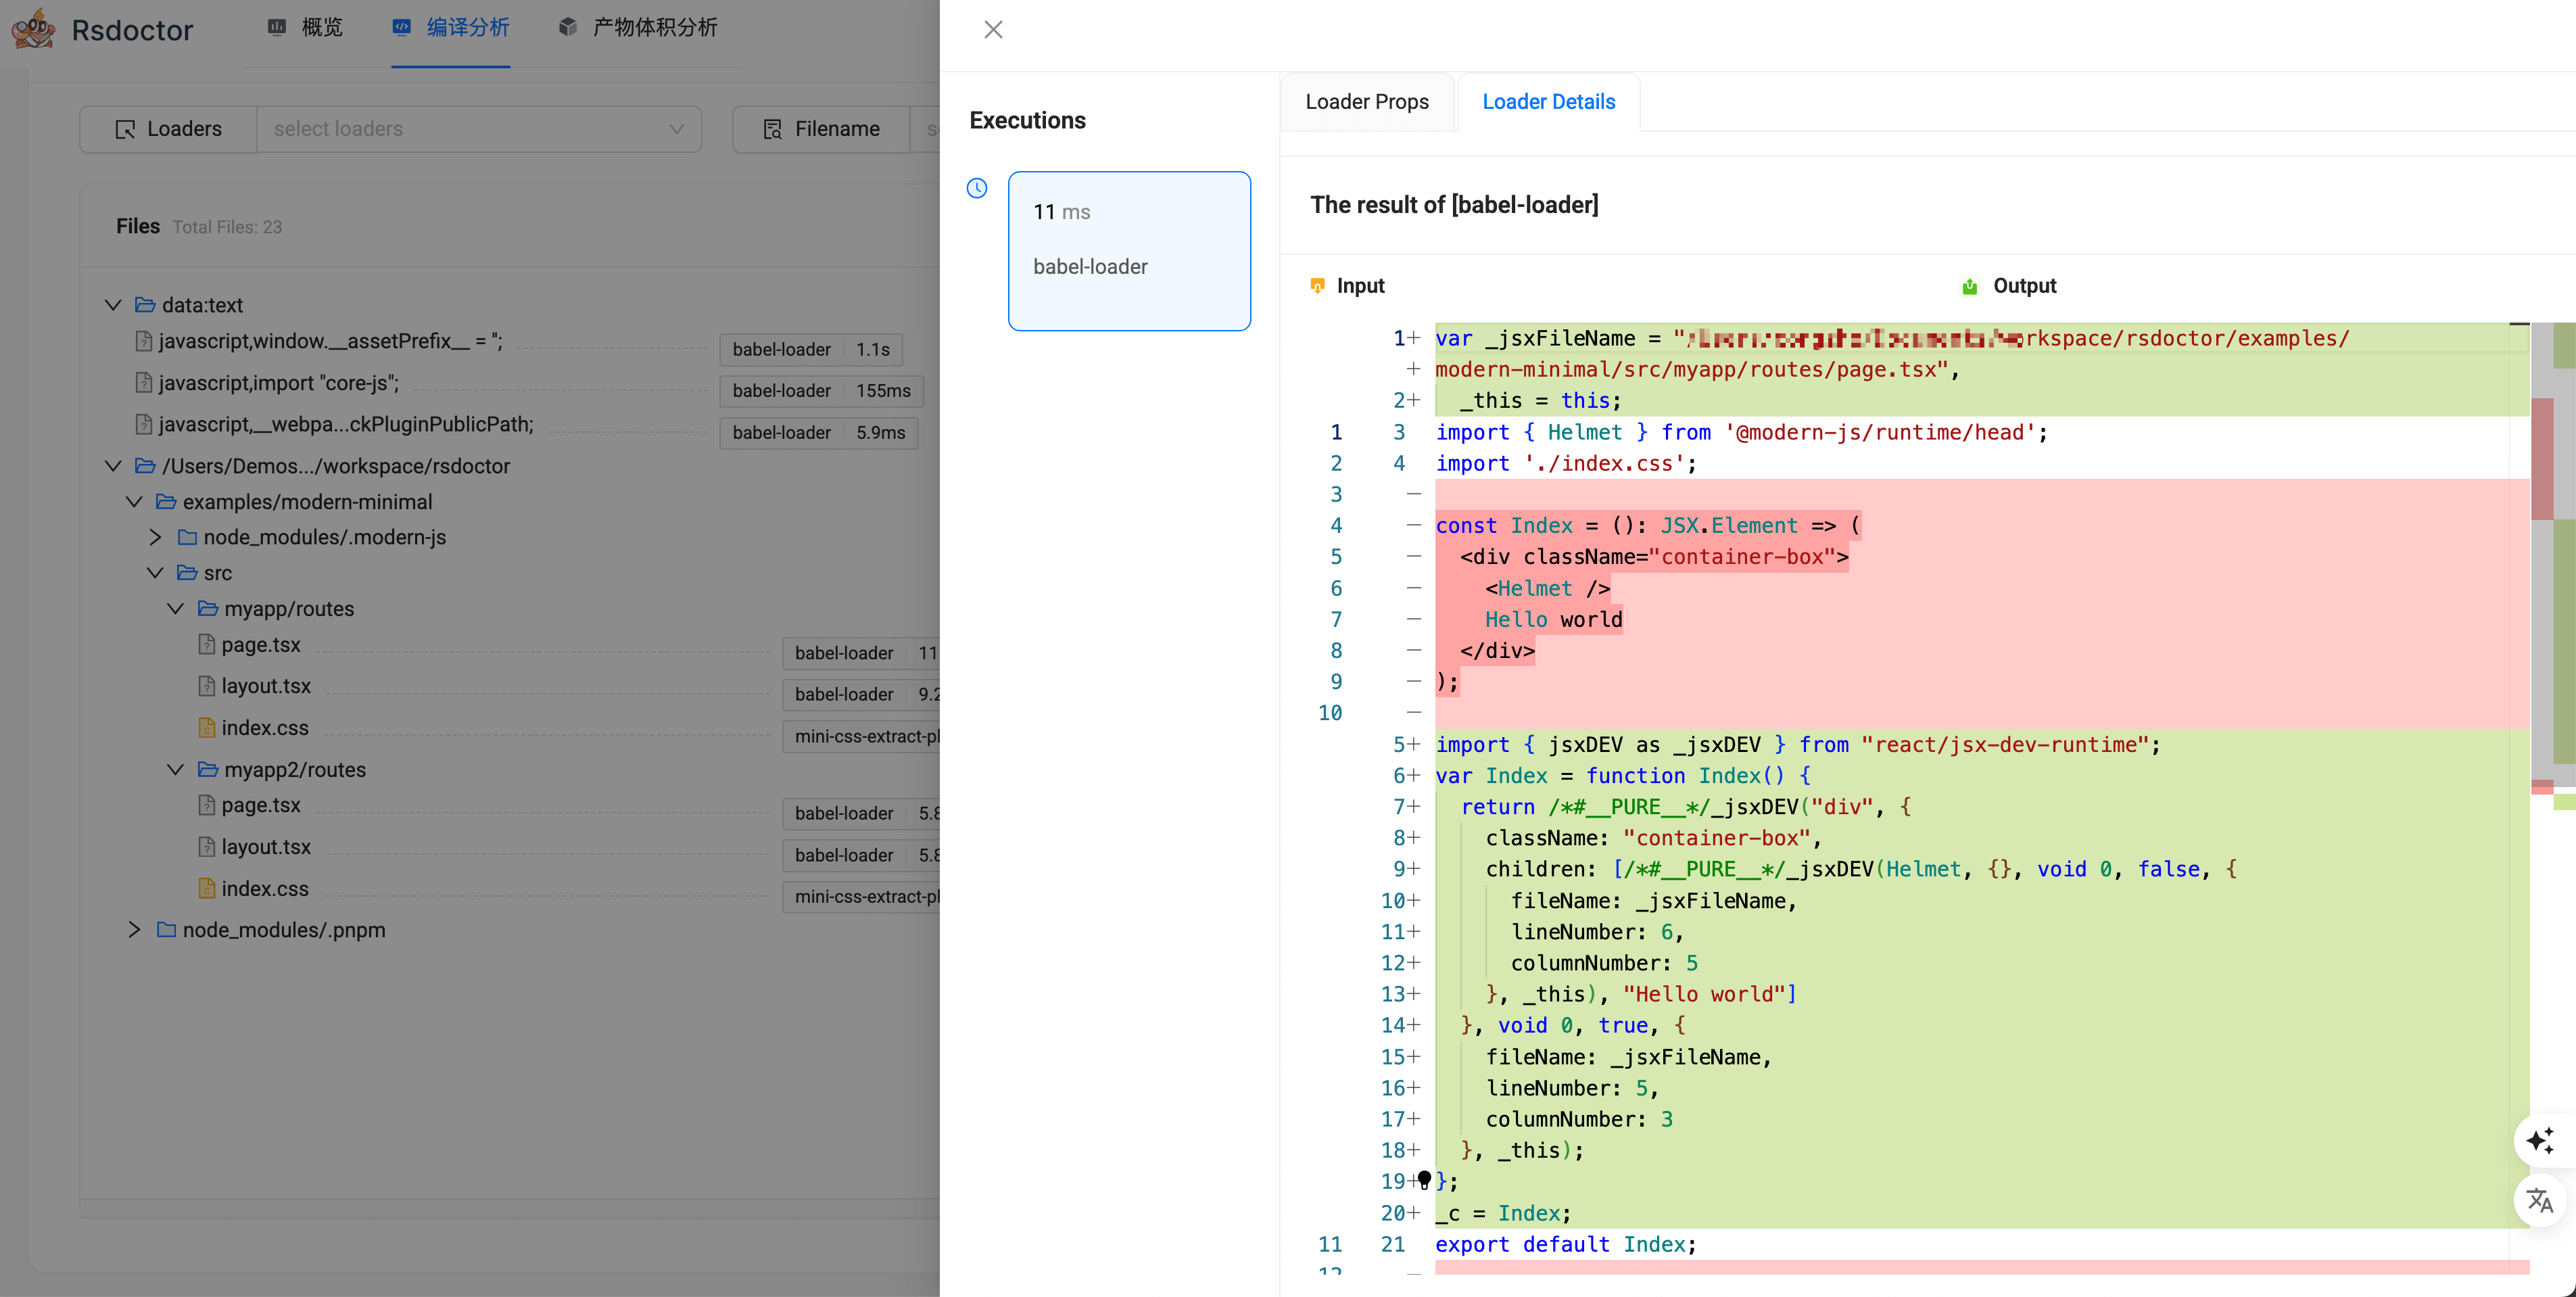 Rsdoctor
概览
编译分析
产物体积分析
Loaders
select loaders
Filename
Files Total Files: 23
data:text
javascript,window.__assetPrefix__ = '';
babel-loader 1.1s
javascript,import "core-js";
babel-loader 155ms
javascript,__webpa...ckPluginPublicPath;
babel-loader 5.9ms
/Users/Demos.../workspace/rsdoctor
examples/modern-minimal
node_modules/.modern-js
src
myapp/routes
page.tsx
babel-loader 11
layout.tsx
babel-loader 9.2
index.css
mini-css-extract-pl
myapp2/routes
page.tsx
babel-loader 5.8
layout.tsx
babel-loader 5.8
index.css
mini-css-extract-pl
node_modules/.pnpm
Executions
11 ms
babel-loader
Loader Props
Loader Details
The result of [babel-loader]
Input
Output
1+ var _jsxFileName = "rkspace/rsdoctor/examples/
+ modern-minimal/src/myapp/routes/page.tsx",
2+ _this = this;
1 3 import { Helmet } from '@modern-js/runtime/head';
2 4 import './index.css';
3 −
4 − const Index = (): JSX.Element => (
5 − <div className="container-box">
6 − <Helmet />
7 − Hello world
8 − </div>
9 − );
10 −
5+ import { jsxDEV as _jsxDEV } from "react/jsx-dev-runtime";
6+ var Index = function Index() {
7+ return /*#__PURE__*/_jsxDEV("div", {
8+ className: "container-box",
9+ children: [/*#__PURE__*/_jsxDEV(Helmet, {}, void 0, false, {
10+ fileName: _jsxFileName,
11+ lineNumber: 6,
12+ columnNumber: 5
13+ }, _this), "Hello world"]
14+ }, void 0, true, {
15+ fileName: _jsxFileName,
16+ lineNumber: 5,
17+ columnNumber: 3
18+ }, _this);
19+ };
20+ _c = Index;
11 21 export default Index;